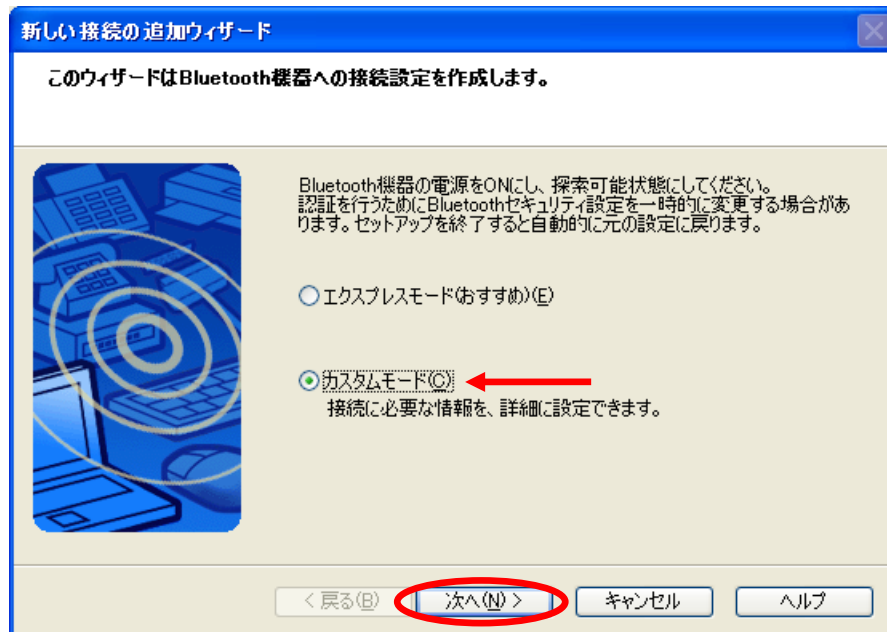 新しい接続の追加ウィザード
このウィザードはBluetooth機器への接続設定を作成します。
Bluetooth機器の電源をONにし、探索可能状態にしてください。
認証を行うためにBluetoothセキュリティ設定を一時的に変更する場合があ
ります。セットアップを終了すると自動的に元の設定に戻ります。
エクスプレスモード(おすすめ)(E)
カスタムモード(C)
接続に必要な情報を、詳細に設定できます。
< 戻る(B) 次へ(N) > キャンセル ヘルプ